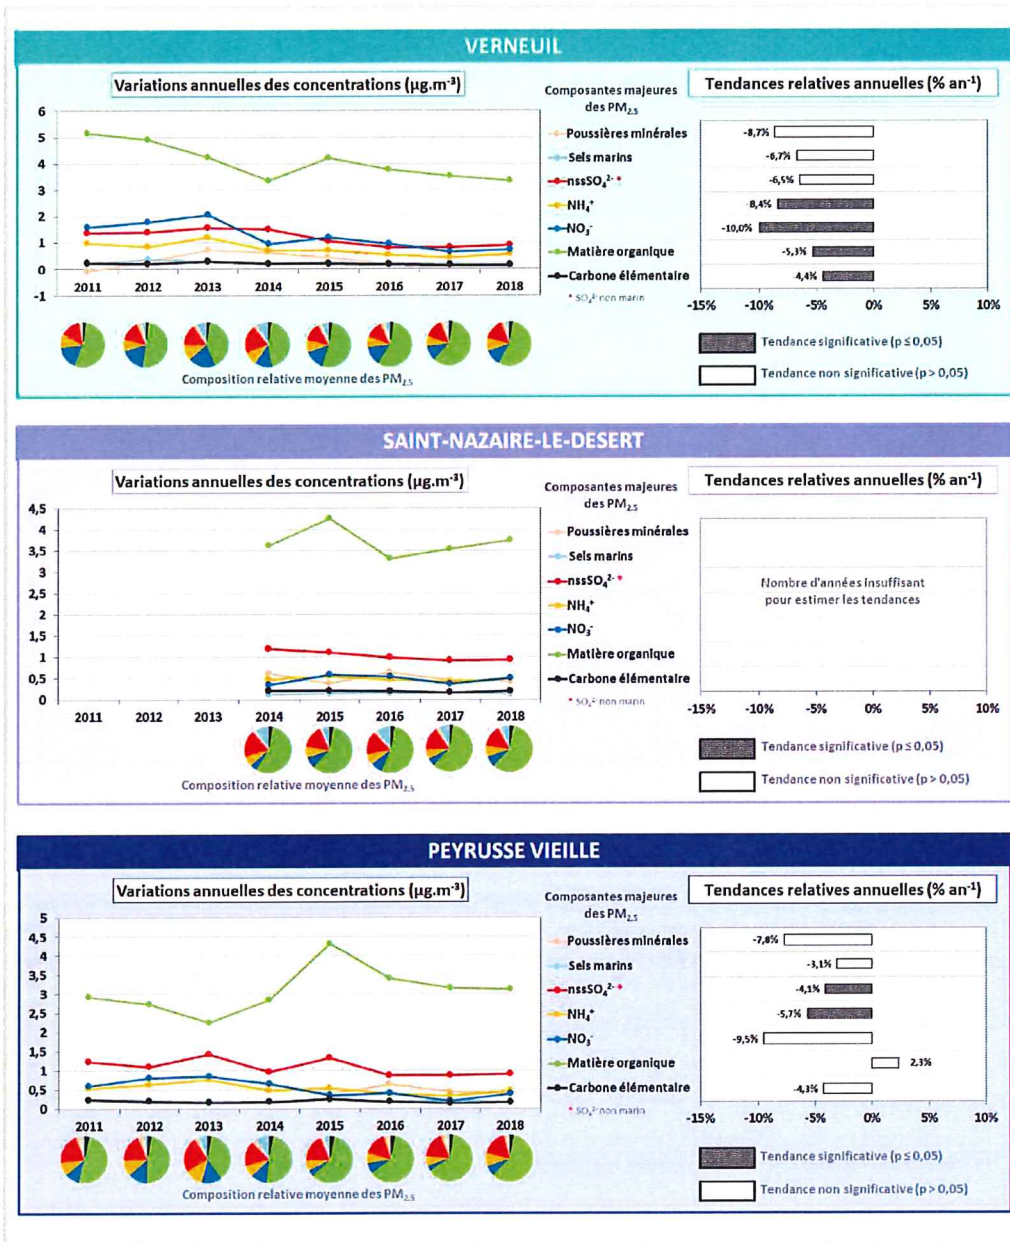 VERNEUIL
Variations annuelles des concentrations (µg.m⁻³)
Composantes majeures des PM₂.₅
Tendances relatives annuelles (% an⁻¹)
6
5
4
3
2
1
0
-1
2011 2012 2013 2014 2015 2016 2017 2018
Poussières minérales
Sels marins
nssSO₄²⁻ *
NH₄⁺
NO₃⁻
Matière organique
Carbone élémentaire
* SO₄²⁻ non marin
-8,7%
-6,7%
-6,5%
-8,4%
-10,0%
-5,3%
-4,4%
-15% -10% -5% 0% 5% 10%
Composition relative moyenne des PM₂.₅
Tendance significative (p ≤ 0,05)
Tendance non significative (p > 0,05)
SAINT-NAZAIRE-LE-DESERT
Variations annuelles des concentrations (µg.m⁻³)
Composantes majeures des PM₂.₅
Tendances relatives annuelles (% an⁻¹)
4,5
4
3,5
3
2,5
2
1,5
1
0,5
0
2011 2012 2013 2014 2015 2016 2017 2018
Poussières minérales
Sels marins
nssSO₄²⁻ *
NH₄⁺
NO₃⁻
Matière organique
Carbone élémentaire
* SO₄²⁻ non marin
Nombre d'années insuffisant
pour estimer les tendances
-15% -10% -5% 0% 5% 10%
Composition relative moyenne des PM₂.₅
Tendance significative (p ≤ 0,05)
Tendance non significative (p > 0,05)
PEYRUSSE VIEILLE
Variations annuelles des concentrations (µg.m⁻³)
Composantes majeures des PM₂.₅
Tendances relatives annuelles (% an⁻¹)
5
4,5
4
3,5
3
2,5
2
1,5
1
0,5
0
2011 2012 2013 2014 2015 2016 2017 2018
Poussières minérales
Sels marins
nssSO₄²⁻ *
NH₄⁺
NO₃⁻
Matière organique
Carbone élémentaire
* SO₄²⁻ non marin
-7,8%
-3,1%
-4,1%
-5,7%
-9,5%
2,3%
-4,3%
-15% -10% -5% 0% 5% 10%
Composition relative moyenne des PM₂.₅
Tendance significative (p ≤ 0,05)
Tendance non significative (p > 0,05)